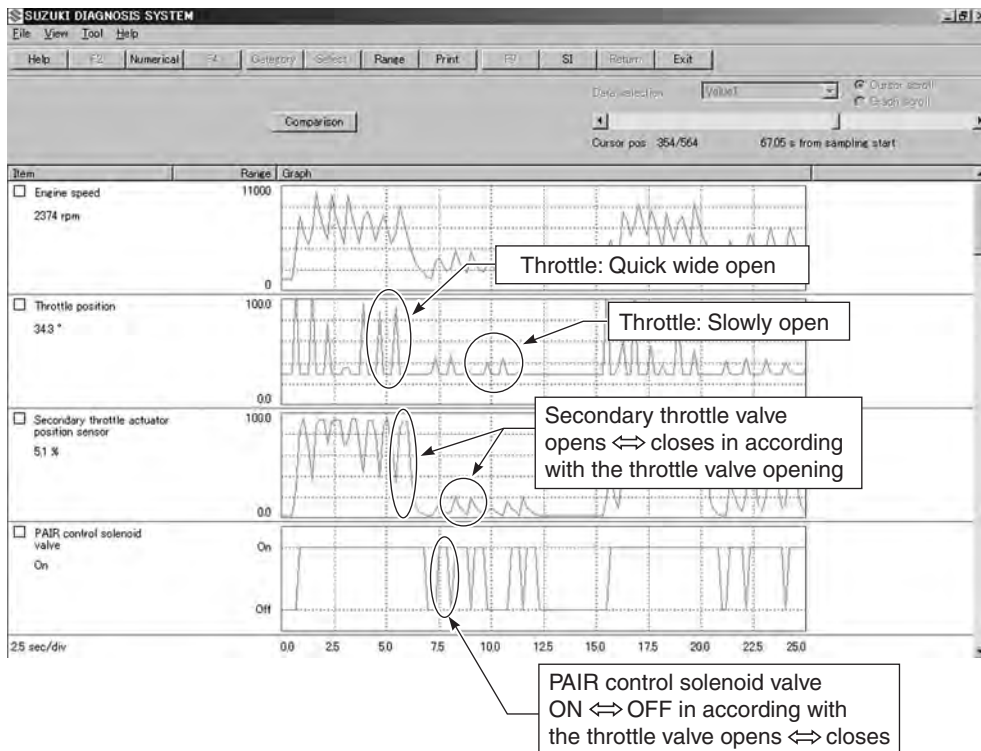 SUZUKI DIAGNOSIS SYSTEM
File View Tool Help
Help F2 Numerical F4 Category Select Range Print F9 SI Return Exit
Data selection Value1 Cursor scroll
Graph scroll
Comparison
Cursor pos 354/564 67.05 s from sampling start
Item Range Graph
Engine speed 11000
2374 rpm
0
Throttle: Quick wide open
Throttle position 100.0
34.3 °
Throttle: Slowly open
0.0
Secondary throttle actuator position sensor 100.0
5.1 %
Secondary throttle valve
opens ⇔ closes in according
with the throttle valve opening
0.0
PAIR control solenoid
valve
On
On
Off
2.5 sec/div 0.0 2.5 5.0 7.5 10.0 12.5 15.0 17.5 20.0 22.5 25.0
PAIR control solenoid valve
ON ⇔ OFF in according with
the throttle valve opens ⇔ closes